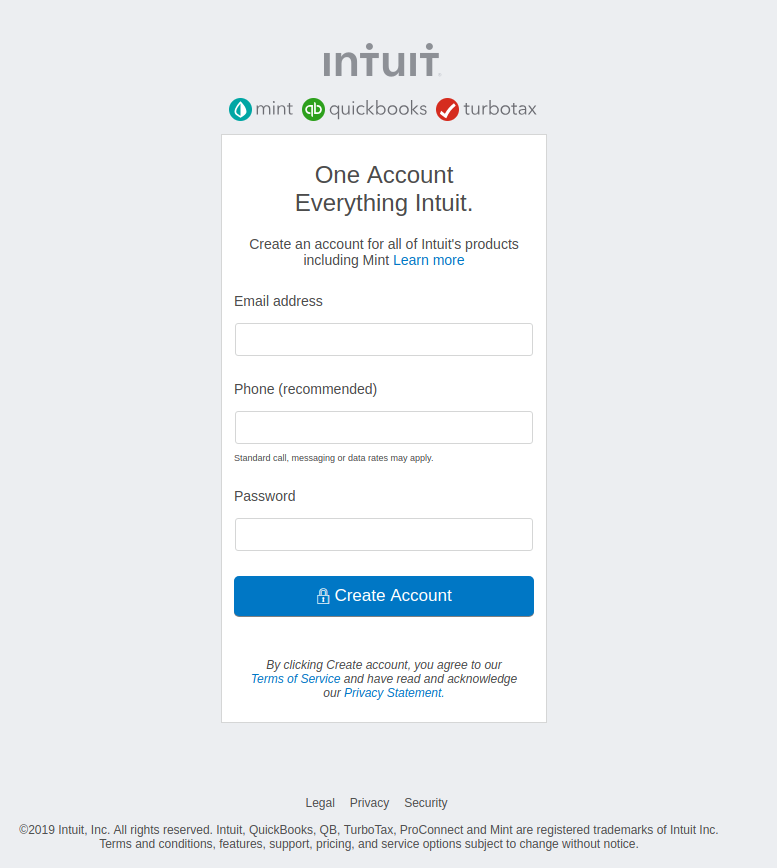 intuit
mint quickbooks turbotax
One Account
Everything Intuit.
Create an account for all of Intuit's products
including Mint Learn more
Email address
Phone (recommended)
Standard call, messaging or data rates may apply.
Password
Create Account
By clicking Create account, you agree to our
Terms of Service and have read and acknowledge
our Privacy Statement.
Legal Privacy Security
©2019 Intuit, Inc. All rights reserved. Intuit, QuickBooks, QB, TurboTax, ProConnect and Mint are registered trademarks of Intuit Inc.
Terms and conditions, features, support, pricing, and service options subject to change without notice.